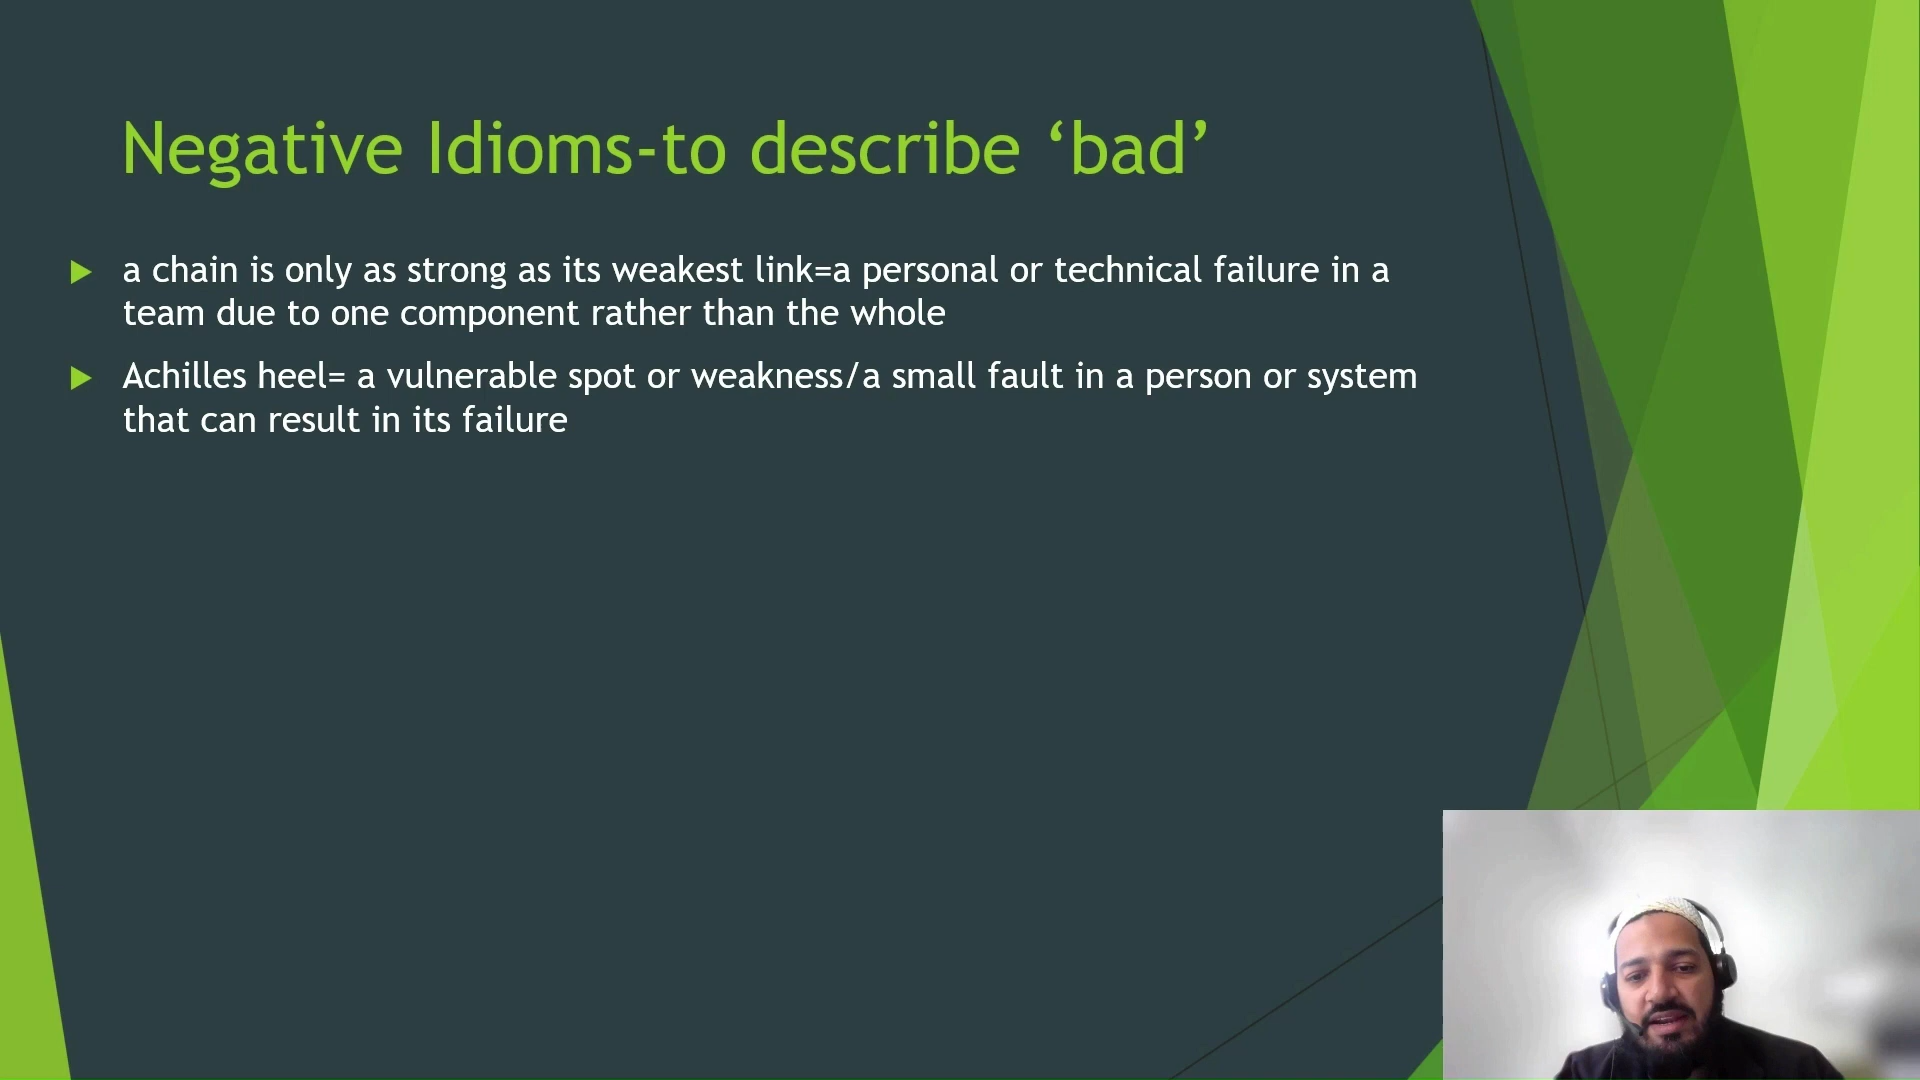 Negative Idioms-to describe ‘bad’
a chain is only as strong as its weakest link=a personal or technical failure in a
team due to one component rather than the whole
Achilles heel= a vulnerable spot or weakness/a small fault in a person or system
that can result in its failure